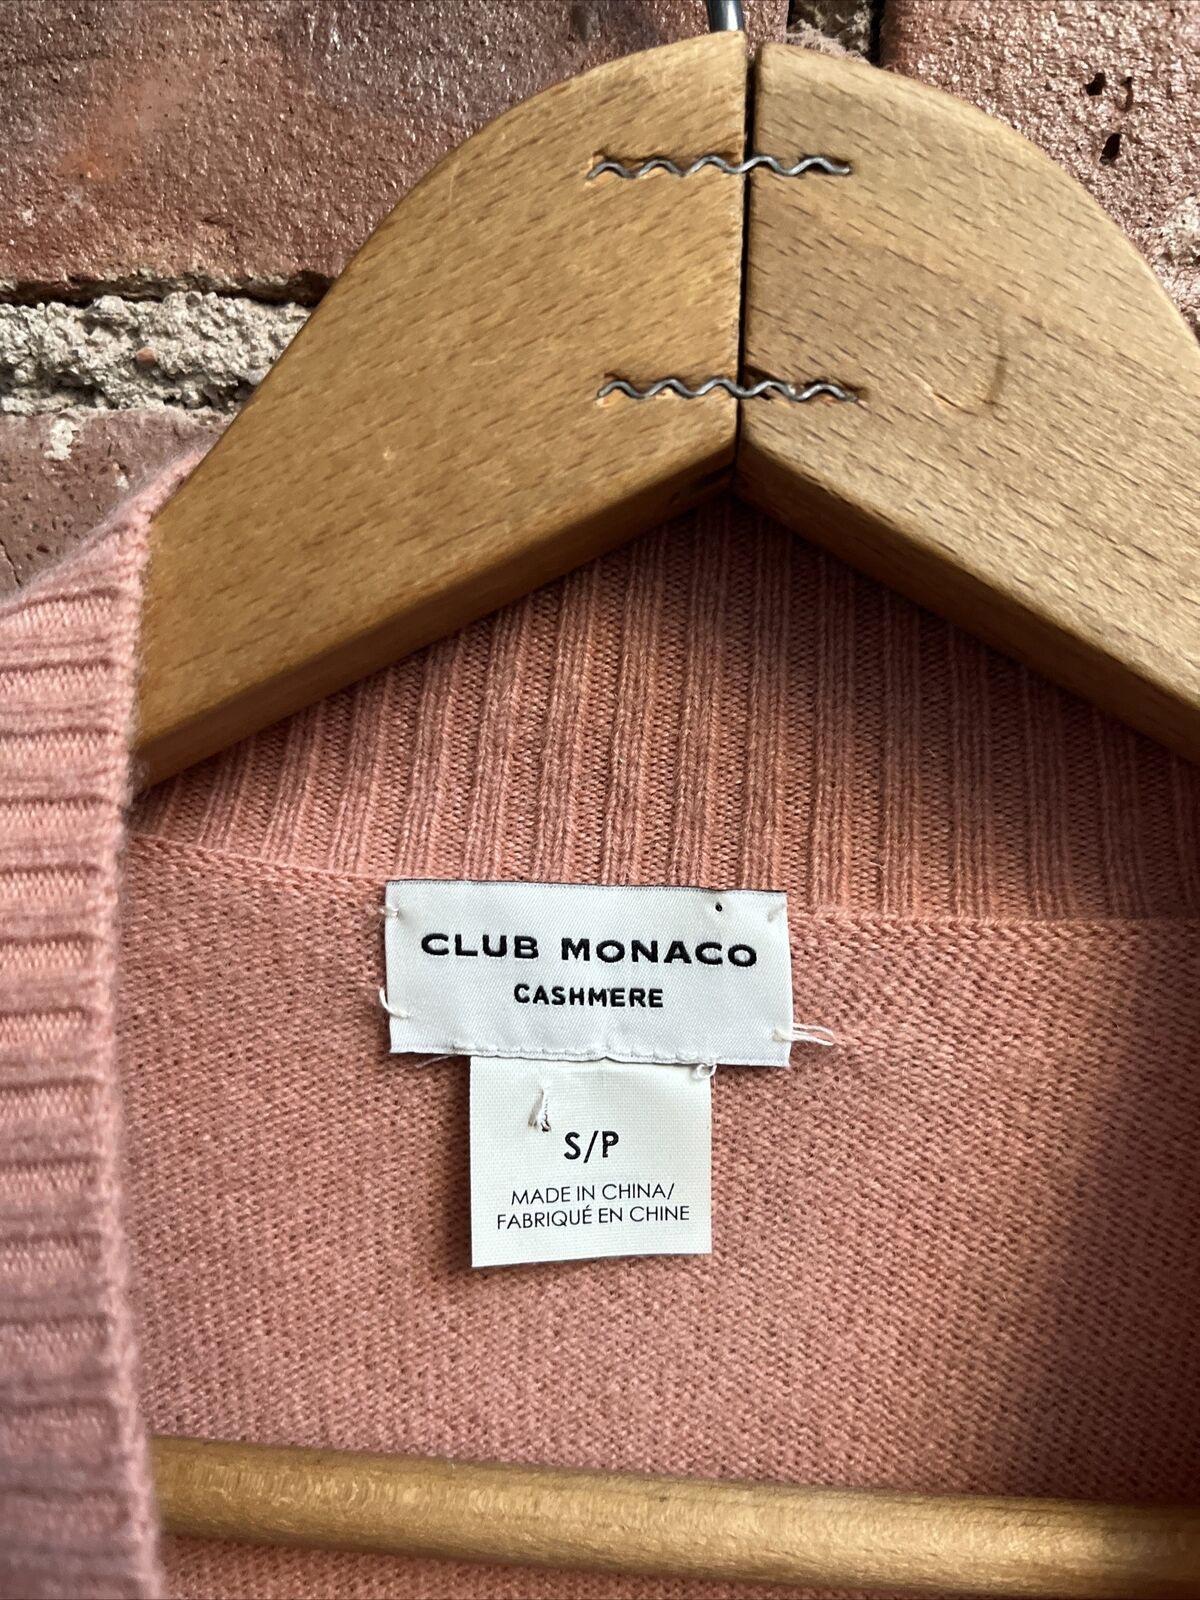 CLUB MONACO
CASHMERE
S/P
MADE IN CHINA/
FABRIQUÉ EN CHINE